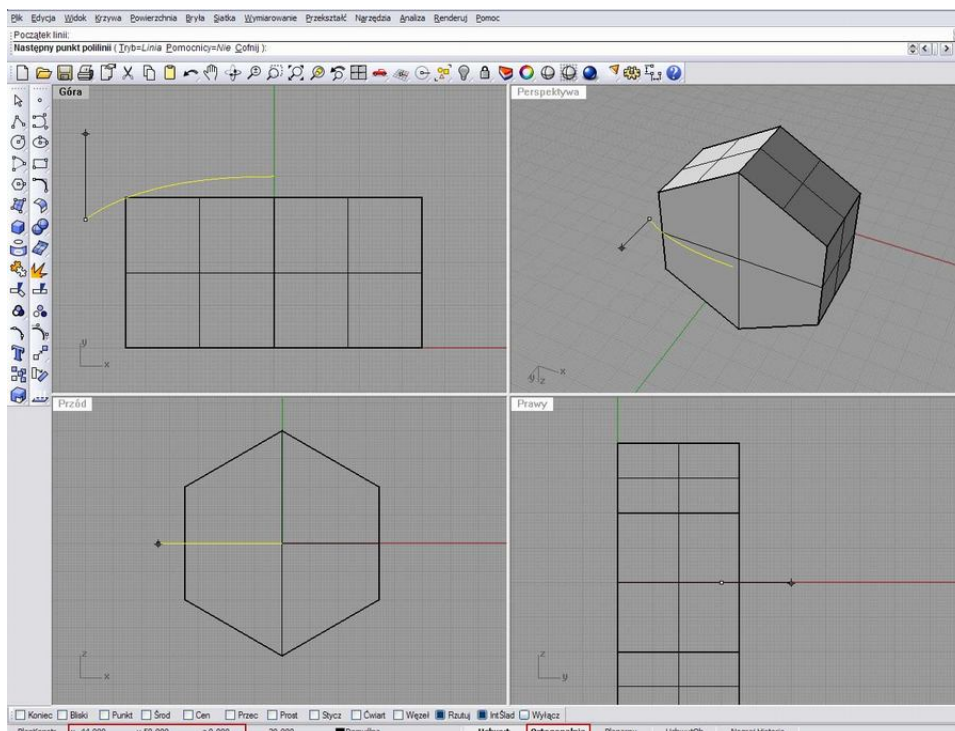 Plik Edycja Widok Krzywa Powierzchnia Bryła Siatka Wymiarowanie Przekształć Narzędzia Analiza Renderuj Pomoc
Początek linii:
Następny punkt polilinii ( Tryb=Linia Pomocnicy=Nie Cofnij ):
Góra
Perspektywa
y
x
y
z
x
Przód
Prawy
z
x
z
y
Koniec Bliski Punkt Środ Cen Przec Prost Stycz Ćwiart Węzeł Rzutuj IntŚlad Wyłącz